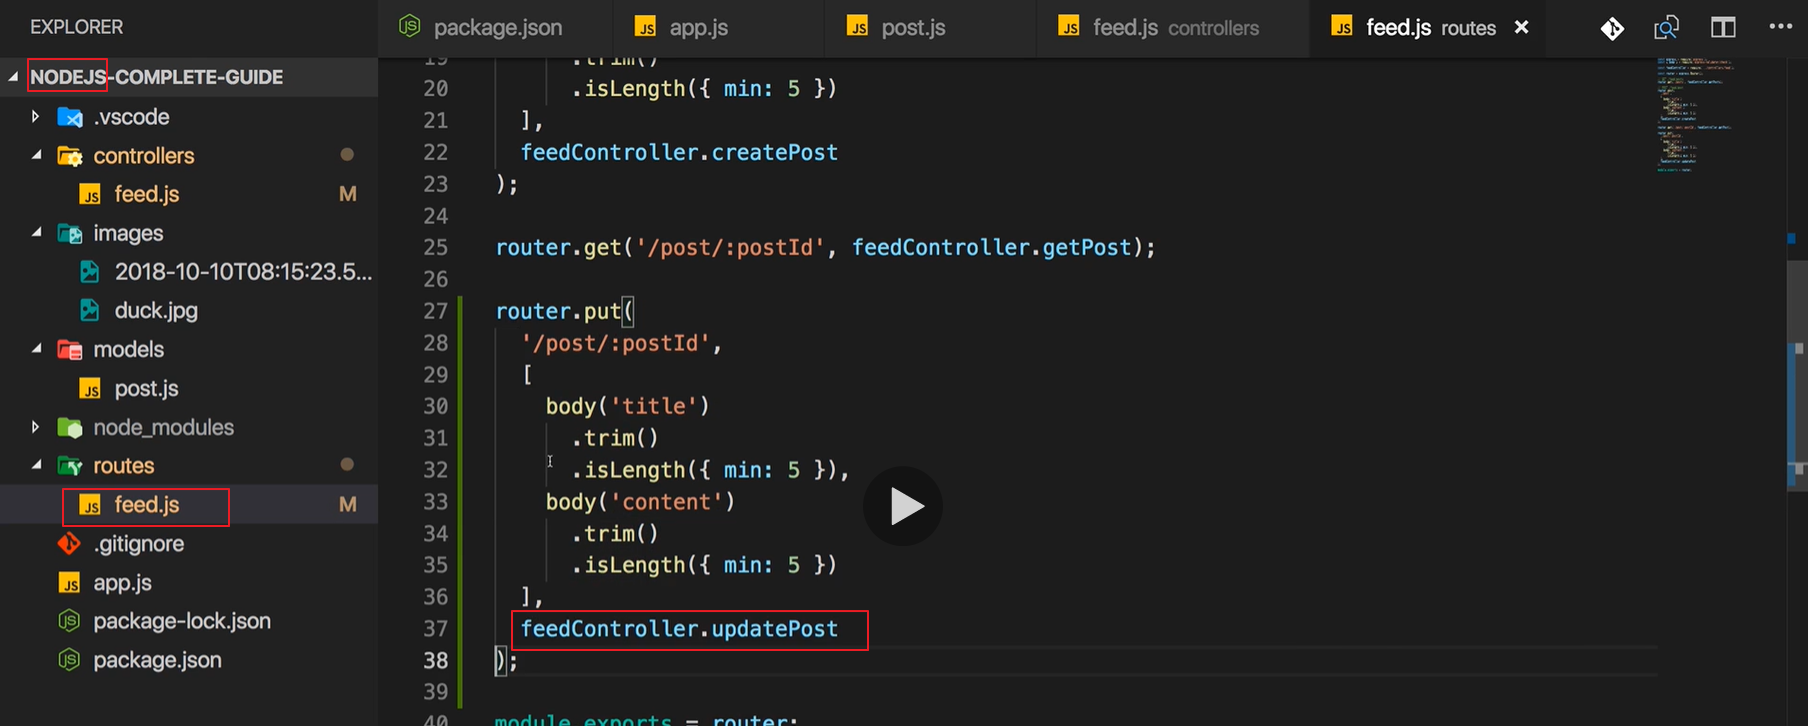 EXPLORER
package.json
app.js
post.js
feed.js controllers
feed.js routes ×
NODEJS-COMPLETE-GUIDE
.vscode
controllers
JS feed.js M
images
2018-10-10T08:15:23.5...
duck.jpg
models
JS post.js
node_modules
routes
JS feed.js M
.gitignore
JS app.js
package-lock.json
package.json
19 .trim()
20 .isLength({ min: 5 })
21 ],
22 feedController.createPost
23 );
24
25 router.get('/post/:postId', feedController.getPost);
26
27 router.put(
28 '/post/:postId',
29 [
30 body('title')
31 .trim()
32 .isLength({ min: 5 }),
33 body('content')
34 .trim()
35 .isLength({ min: 5 })
36 ],
37 feedController.updatePost
38 );
39
40 module.exports = router;